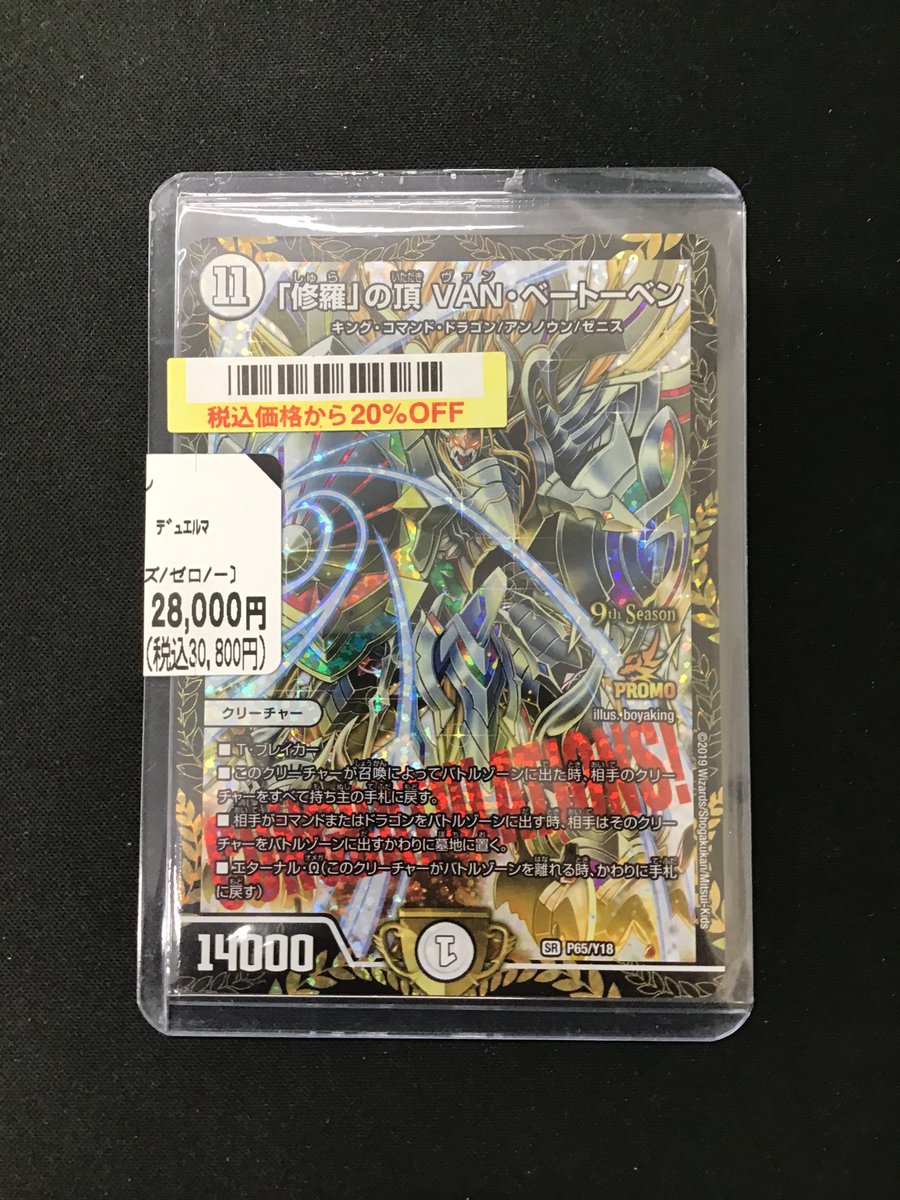 11
しゅ ら いただき ヴァン
「修羅」の頂 VAN・ベートーベン
キング・コマンド・ドラゴン/アンノウン/ゼニス
税込価格から20%OFF
デュエルマ
ズ/ゼロ/ー]
28,000円
(税込30,800円)
9th Season
PROMO
illus. boyaking
クリーチャー
CONGRATULATIONS!
■T・ブレイカー
■このクリーチャーが召喚によってバトルゾーンに出た時、相手のクリ
ーチャーをすべて持ち主の手札に戻す。
■相手がコマンドまたはドラゴンをバトルゾーンに出す時、相手はそのクリ
ーチャーをバトルゾーンに出すかわりに墓地に置く。
■エターナル・Ω(このクリーチャーがバトルゾーンを離れる時、かわりに手札
に戻す)
14000
SR P65/Y18
©2019 Wizards/Shogakukan/Mitsui-Kids